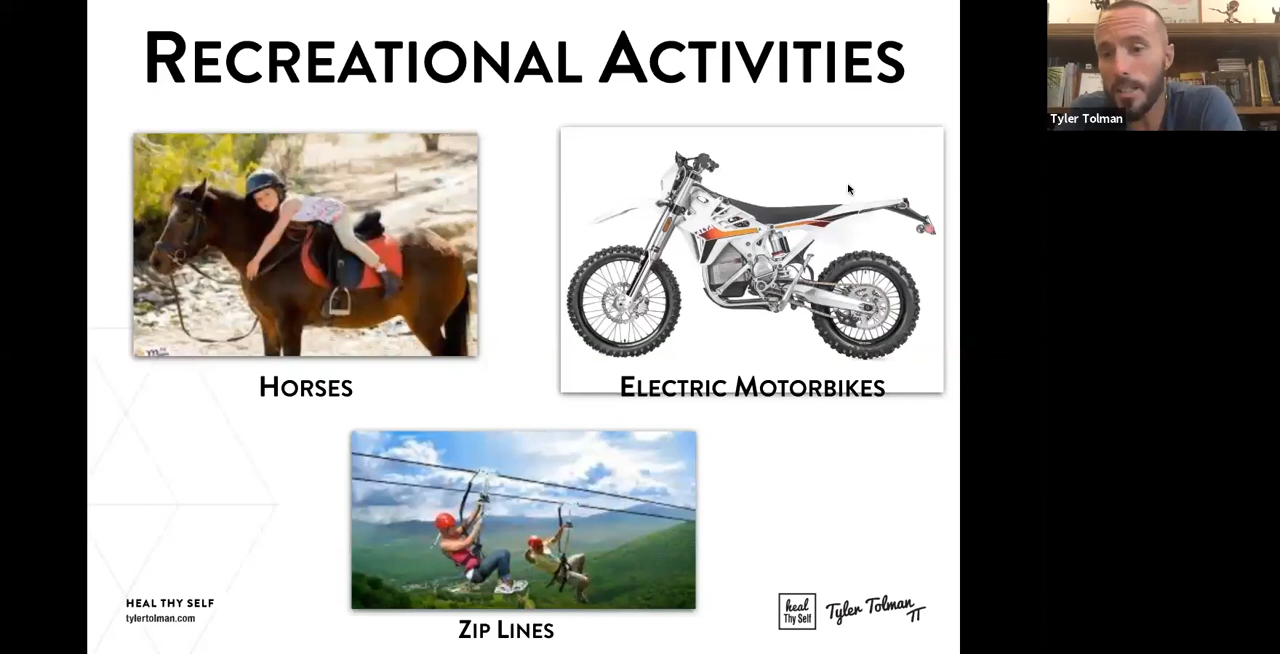 RECREATIONAL ACTIVITIES
Tyler Tolman
HORSES
ELECTRIC MOTORBIKES
ZIP LINES
HEAL THY SELF
tylertolman.com
heal
Thy Self
Tyler Tolman
TT